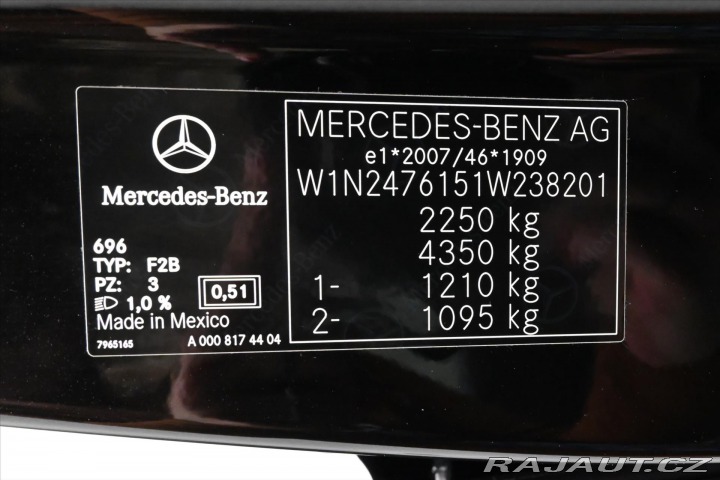 Mercedes-Benz
696
TYP: F2B
PZ: 3
1,0 %
0,51
Made in Mexico
7965165
A 000 817 44 04
MERCEDES-BENZ AG
e1*2007/46*1909
W1N2476151W238201
2250 kg
4350 kg
1- 1210 kg
2- 1095 kg
RAJAUT.CZ